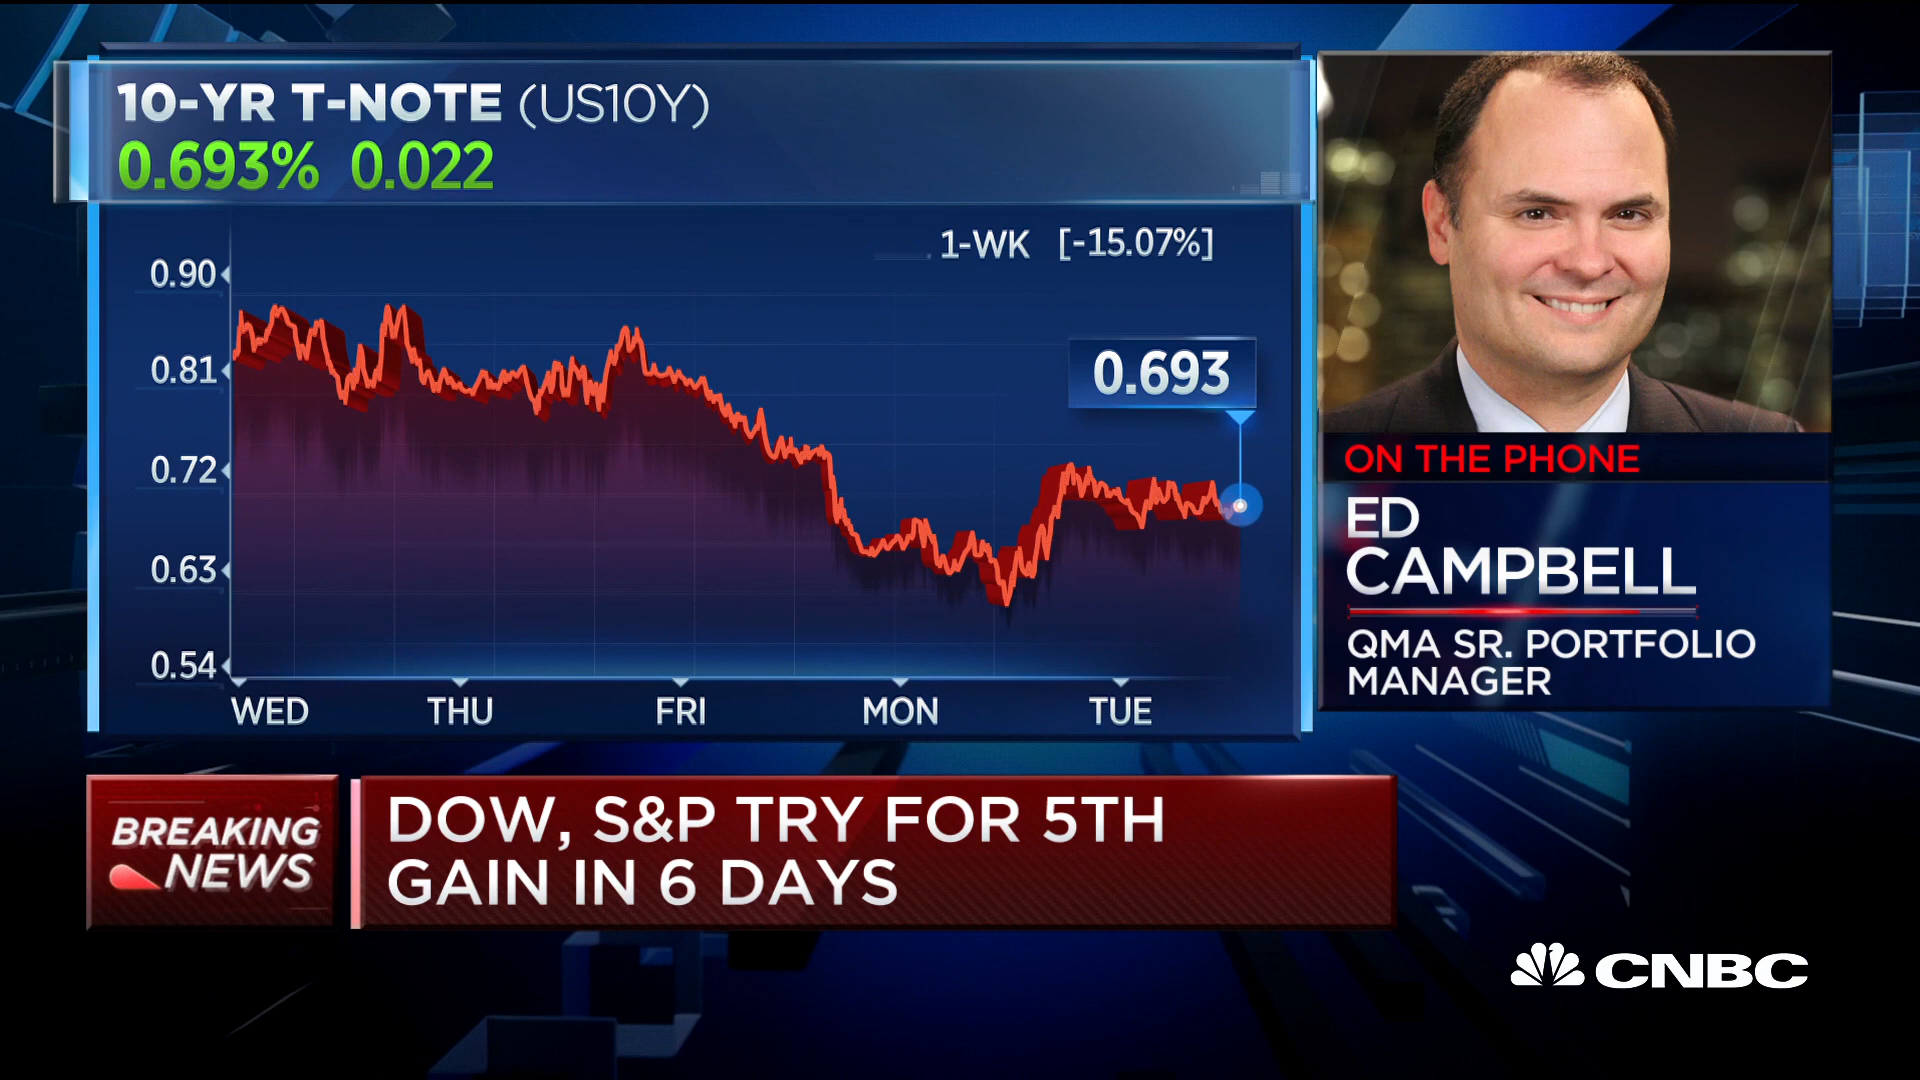 10-YR T-NOTE (US10Y)
0.693% 0.022
1-WK [-15.07%]
0.90
0.81
0.72
0.63
0.54
0.693
WED THU FRI MON TUE
ON THE PHONE
ED
CAMPBELL
QMA SR. PORTFOLIO
MANAGER
BREAKING
NEWS
DOW, S&P TRY FOR 5TH
GAIN IN 6 DAYS
CNBC